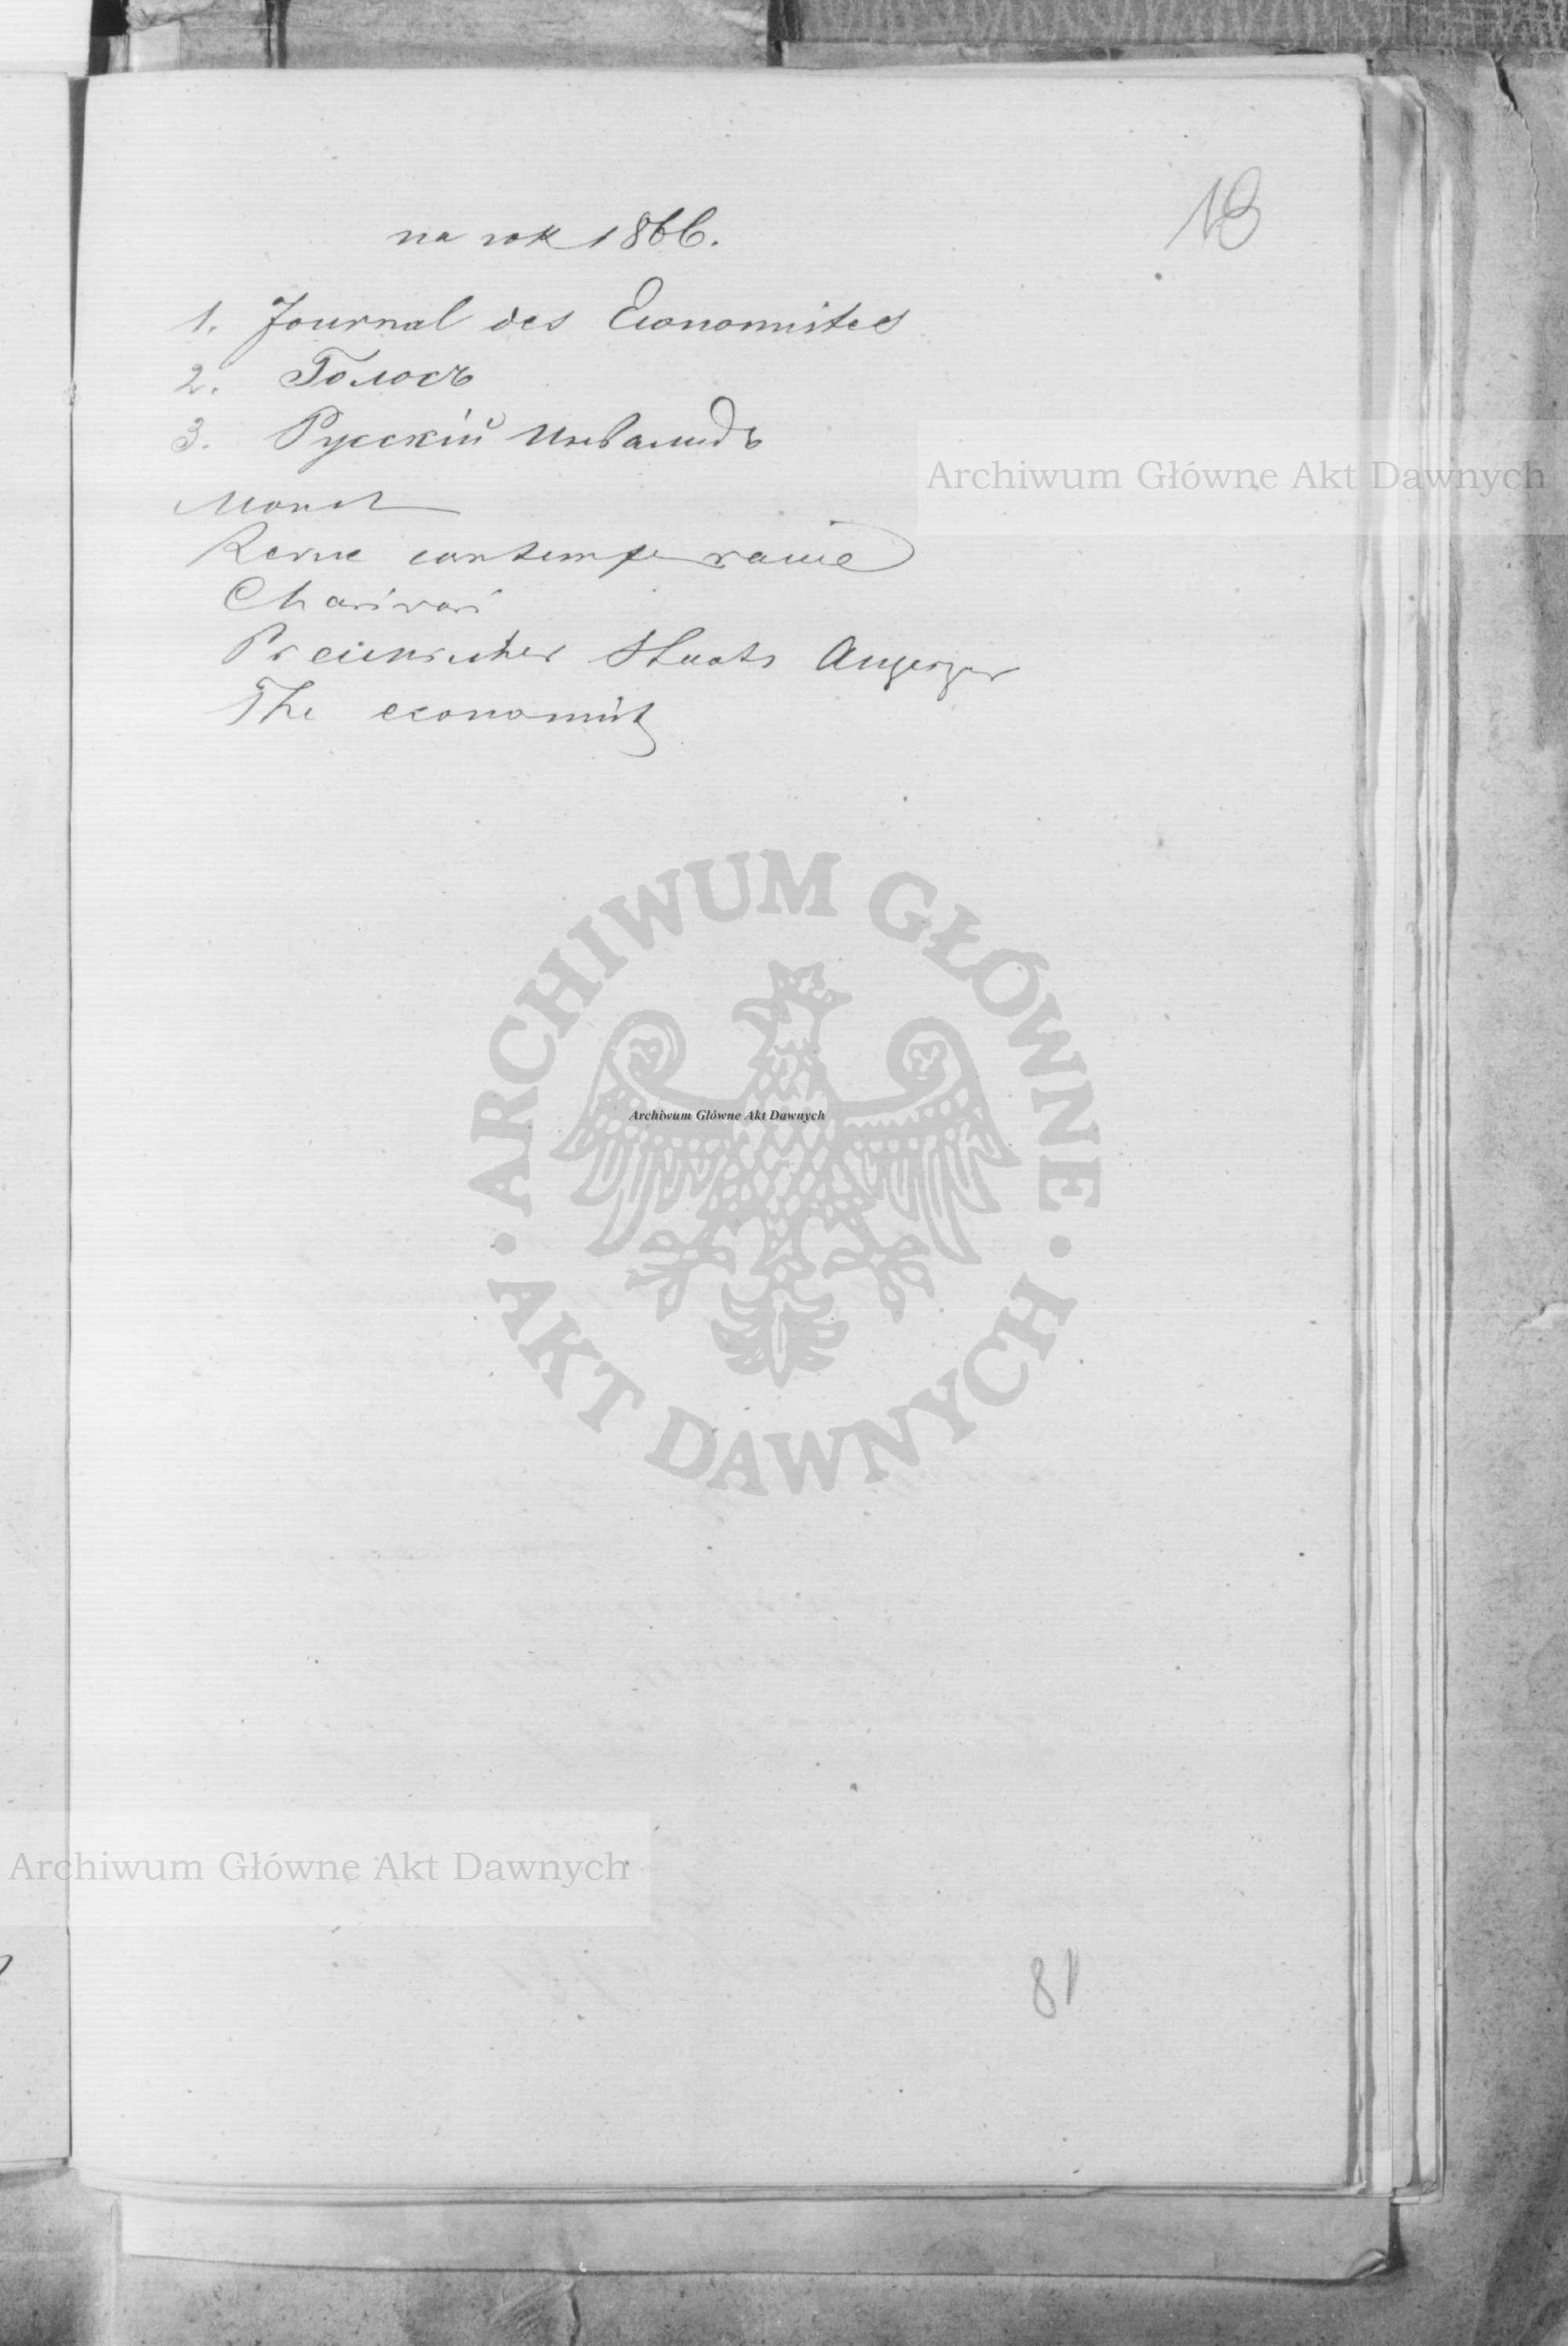 18
na rok 1866.
1. Journal des Economistes
2. Голосъ
3. Русскій Инвалидъ
Archiwum Główne Akt Dawnych
Revue contemporaine
Charivari
Preussischer Staats Anzeiger
The economist
ARCHIWUM GŁÓWNE
Archiwum Główne Akt Dawnych
AKT DAWNYCH
Archiwum Główne Akt Dawnych
81